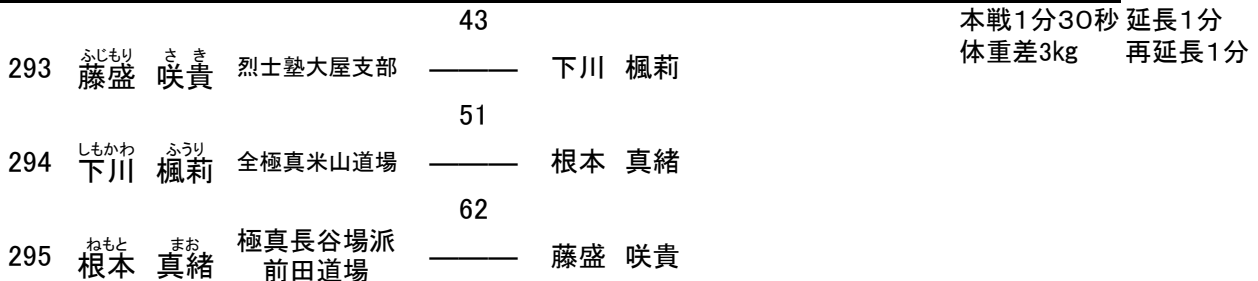 43
本戦1分30秒 延長1分
体重差3kg 再延長1分
ふじもり さき
293 藤盛 咲貴 烈士塾大屋支部 ――― 下川 楓莉
51
しもかわ ふうり
294 下川 楓莉 全極真米山道場 ――― 根本 真緒
62
ねもと まお
295 根本 真緒 極真長谷場派 ――― 藤盛 咲貴
前田道場